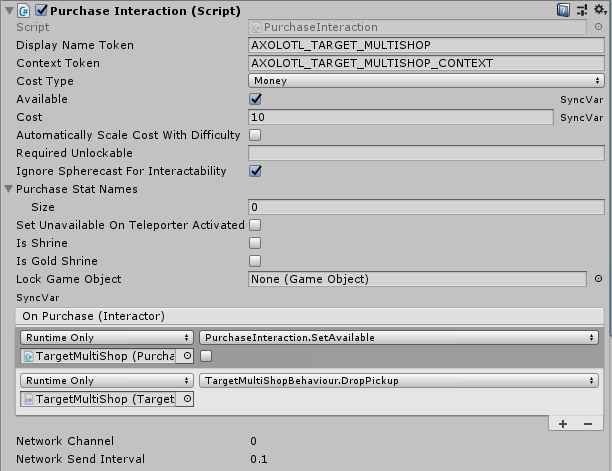 Purchase Interaction (Script)
Script PurchaseInteraction
Display Name Token AXOLOTL_TARGET_MULTISHOP
Context Token AXOLOTL_TARGET_MULTISHOP_CONTEXT
Cost Type Money
Available SyncVar
Cost 10 SyncVar
Automatically Scale Cost With Difficulty
Required Unlockable
Ignore Spherecast For Interactability
Purchase Stat Names
Size 0
Set Unavailable On Teleporter Activated
Is Shrine
Is Gold Shrine
Lock Game Object None (Game Object)
SyncVar
On Purchase (Interactor)
Runtime Only PurchaseInteraction.SetAvailable
TargetMultiShop (Purcha
Runtime Only TargetMultiShopBehaviour.DropPickup
TargetMultiShop (Target
Network Channel 0
Network Send Interval 0.1